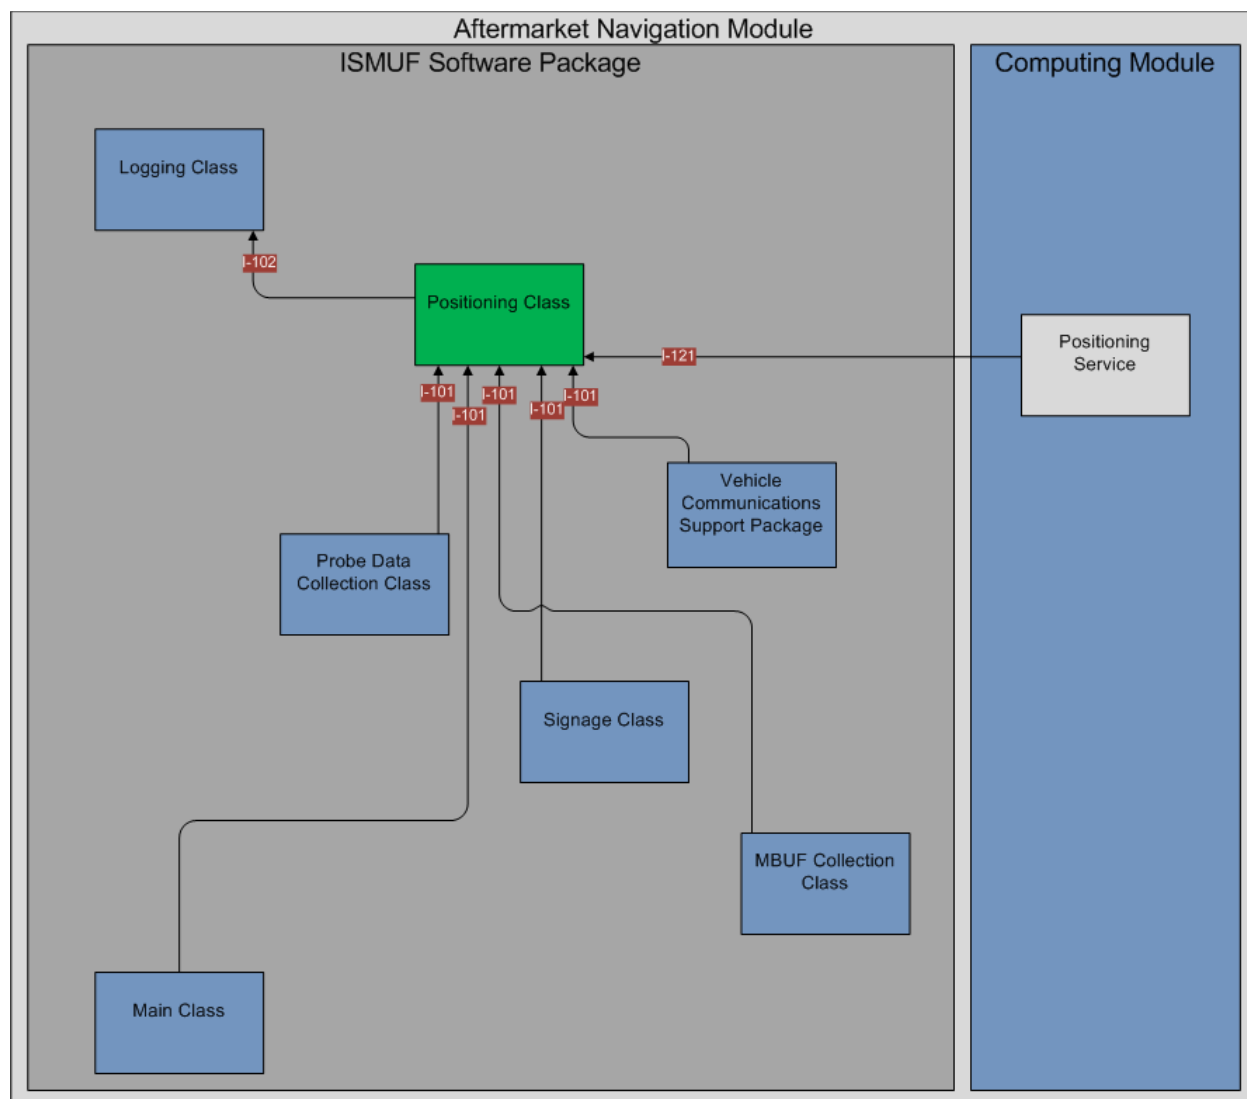 Aftermarket Navigation Module
ISMUF Software Package
Computing Module
Logging Class
I-102
Positioning Class
I-121
Positioning
Service
I-101
I-101
I-101
I-101
I-101
Vehicle
Communications
Support Package
Probe Data
Collection Class
Signage Class
MBUF Collection
Class
Main Class